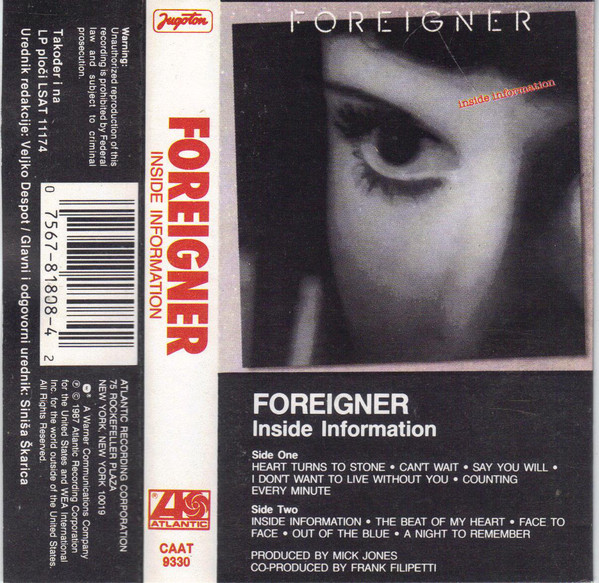 Warning:
Unauthorized reproduction of this
recording is prohibited by Federal
law and subject to criminal
prosecution.
Također i na
LP ploči LSAT 11174
Urednik redakcije: Veljko Despot / Glavni i odgovorni urednik: Siniša Škarica
0 7567-81808-4 2
ATLANTIC RECORDING CORPORATION
75 ROCKEFELLER PLAZA
NEW YORK, NEW YORK 10019
A Warner Communications Company
℗ © 1987 Atlantic Recording Corporation
for the United States and WEA International
Inc. for the world outside of the United States.
All Rights Reserved.
Jugoton
FOREIGNER
INSIDE INFORMATION
ATLANTIC
CAAT
9330
FOREIGNER
inside information
FOREIGNER
Inside Information
Side One
HEART TURNS TO STONE • CAN'T WAIT • SAY YOU WILL •
I DON'T WANT TO LIVE WITHOUT YOU • COUNTING
EVERY MINUTE
Side Two
INSIDE INFORMATION • THE BEAT OF MY HEART • FACE TO
FACE • OUT OF THE BLUE • A NIGHT TO REMEMBER
PRODUCED BY MICK JONES
CO-PRODUCED BY FRANK FILIPETTI